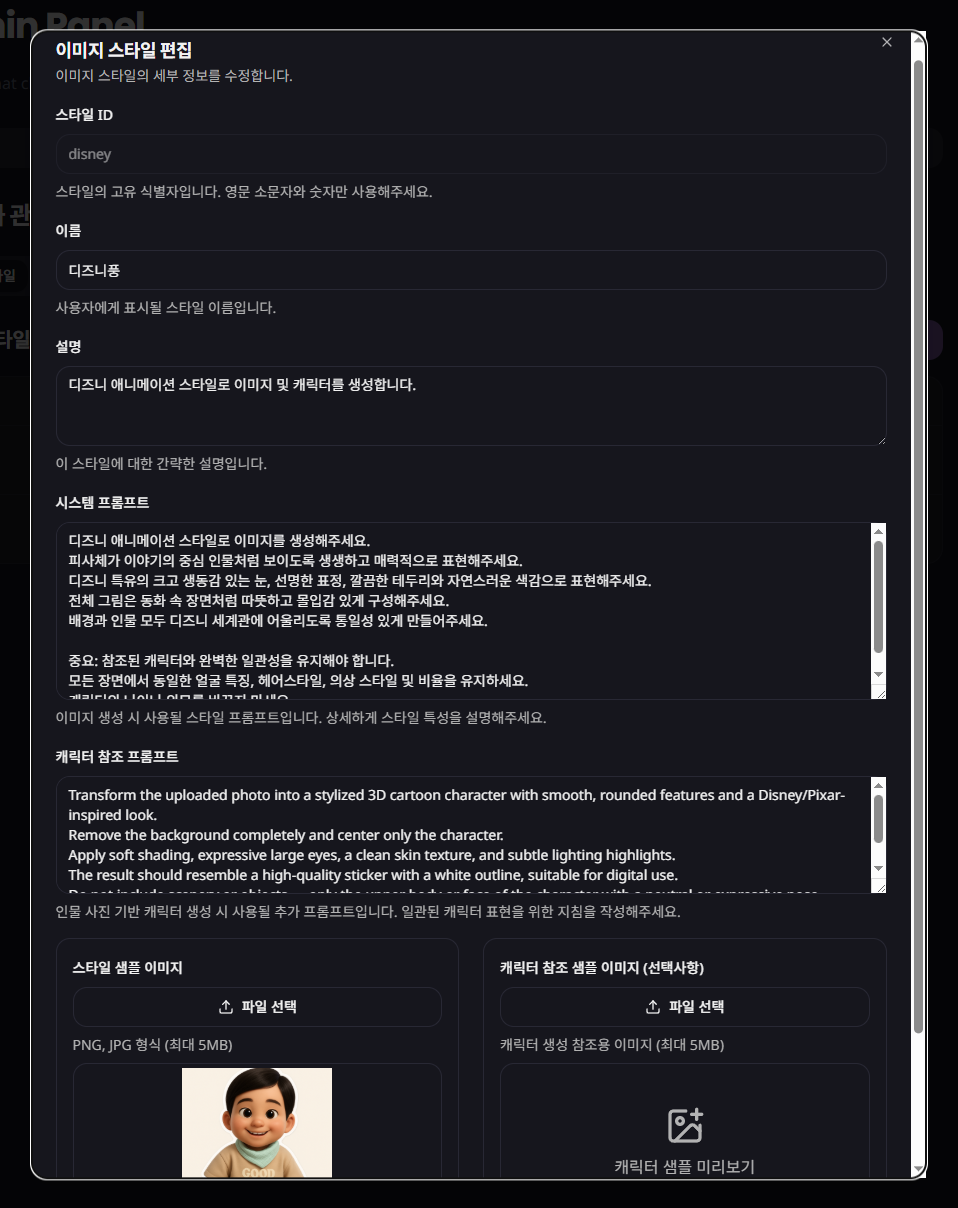 min Panel
이미지 스타일 편집
이미지 스타일의 세부 정보를 수정합니다.
스타일 ID
disney
스타일의 고유 식별자입니다. 영문 소문자와 숫자만 사용해주세요.
이름
디즈니풍
사용자에게 표시될 스타일 이름입니다.
설명
디즈니 애니메이션 스타일로 이미지 및 캐릭터를 생성합니다.
이 스타일에 대한 간략한 설명입니다.
시스템 프롬프트
디즈니 애니메이션 스타일로 이미지를 생성해주세요.
피사체가 이야기의 중심 인물처럼 보이도록 생생하고 매력적으로 표현해주세요.
디즈니 특유의 크고 생동감 있는 눈, 선명한 표정, 깔끔한 테두리와 자연스러운 색감으로 표현해주세요.
전체 그림은 동화 속 장면처럼 따뜻하고 몰입감 있게 구성해주세요.
배경과 인물 모두 디즈니 세계관에 어울리도록 통일성 있게 만들어주세요.
중요: 참조된 캐릭터와 완벽한 일관성을 유지해야 합니다.
모든 장면에서 동일한 얼굴 특징, 헤어스타일, 의상 스타일 및 비율을 유지하세요.
이미지 생성 시 사용될 스타일 프롬프트입니다. 상세하게 스타일 특성을 설명해주세요.
캐릭터 참조 프롬프트
Transform the uploaded photo into a stylized 3D cartoon character with smooth, rounded features and a Disney/Pixar-
inspired look.
Remove the background completely and center only the character.
Apply soft shading, expressive large eyes, a clean skin texture, and subtle lighting highlights.
The result should resemble a high-quality sticker with a white outline, suitable for digital use.
인물 사진 기반 캐릭터 생성 시 사용될 추가 프롬프트입니다. 일관된 캐릭터 표현을 위한 지침을 작성해주세요.
스타일 샘플 이미지
파일 선택
PNG, JPG 형식 (최대 5MB)
GOOD
캐릭터 참조 샘플 이미지 (선택사항)
파일 선택
캐릭터 생성 참조용 이미지 (최대 5MB)
캐릭터 샘플 미리보기